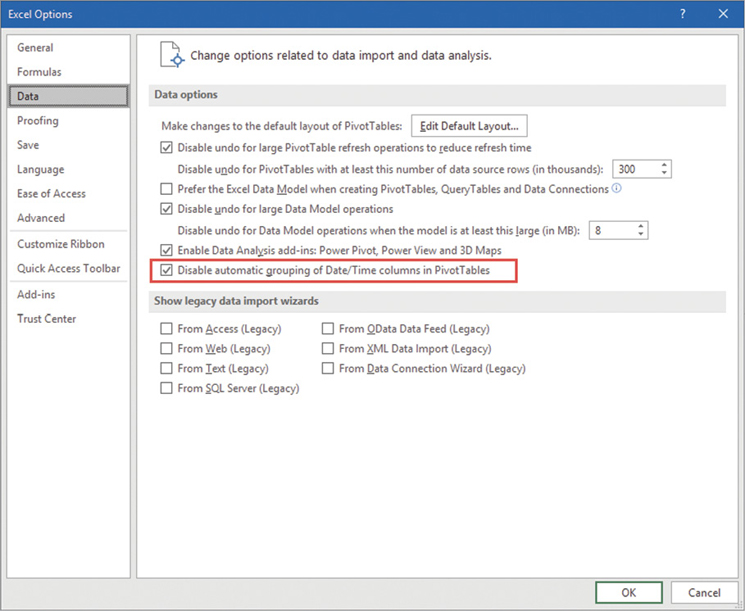 Excel Options
?
General
Formulas
Data
Proofing
Save
Language
Ease of Access
Advanced
Customize Ribbon
Quick Access Toolbar
Add-ins
Trust Center
Change options related to data import and data analysis.
Data options
Make changes to the default layout of PivotTables: Edit Default Layout...
Disable undo for large PivotTable refresh operations to reduce refresh time
Disable undo for PivotTables with at least this number of data source rows (in thousands): 300
Prefer the Excel Data Model when creating PivotTables, QueryTables and Data Connections
Disable undo for large Data Model operations
Disable undo for Data Model operations when the model is at least this large (in MB): 8
Enable Data Analysis add-ins: Power Pivot, Power View and 3D Maps
Disable automatic grouping of Date/Time columns in PivotTables
Show legacy data import wizards
From Access (Legacy) From OData Data Feed (Legacy)
From Web (Legacy) From XML Data Import (Legacy)
From Text (Legacy) From Data Connection Wizard (Legacy)
From SQL Server (Legacy)
OK Cancel